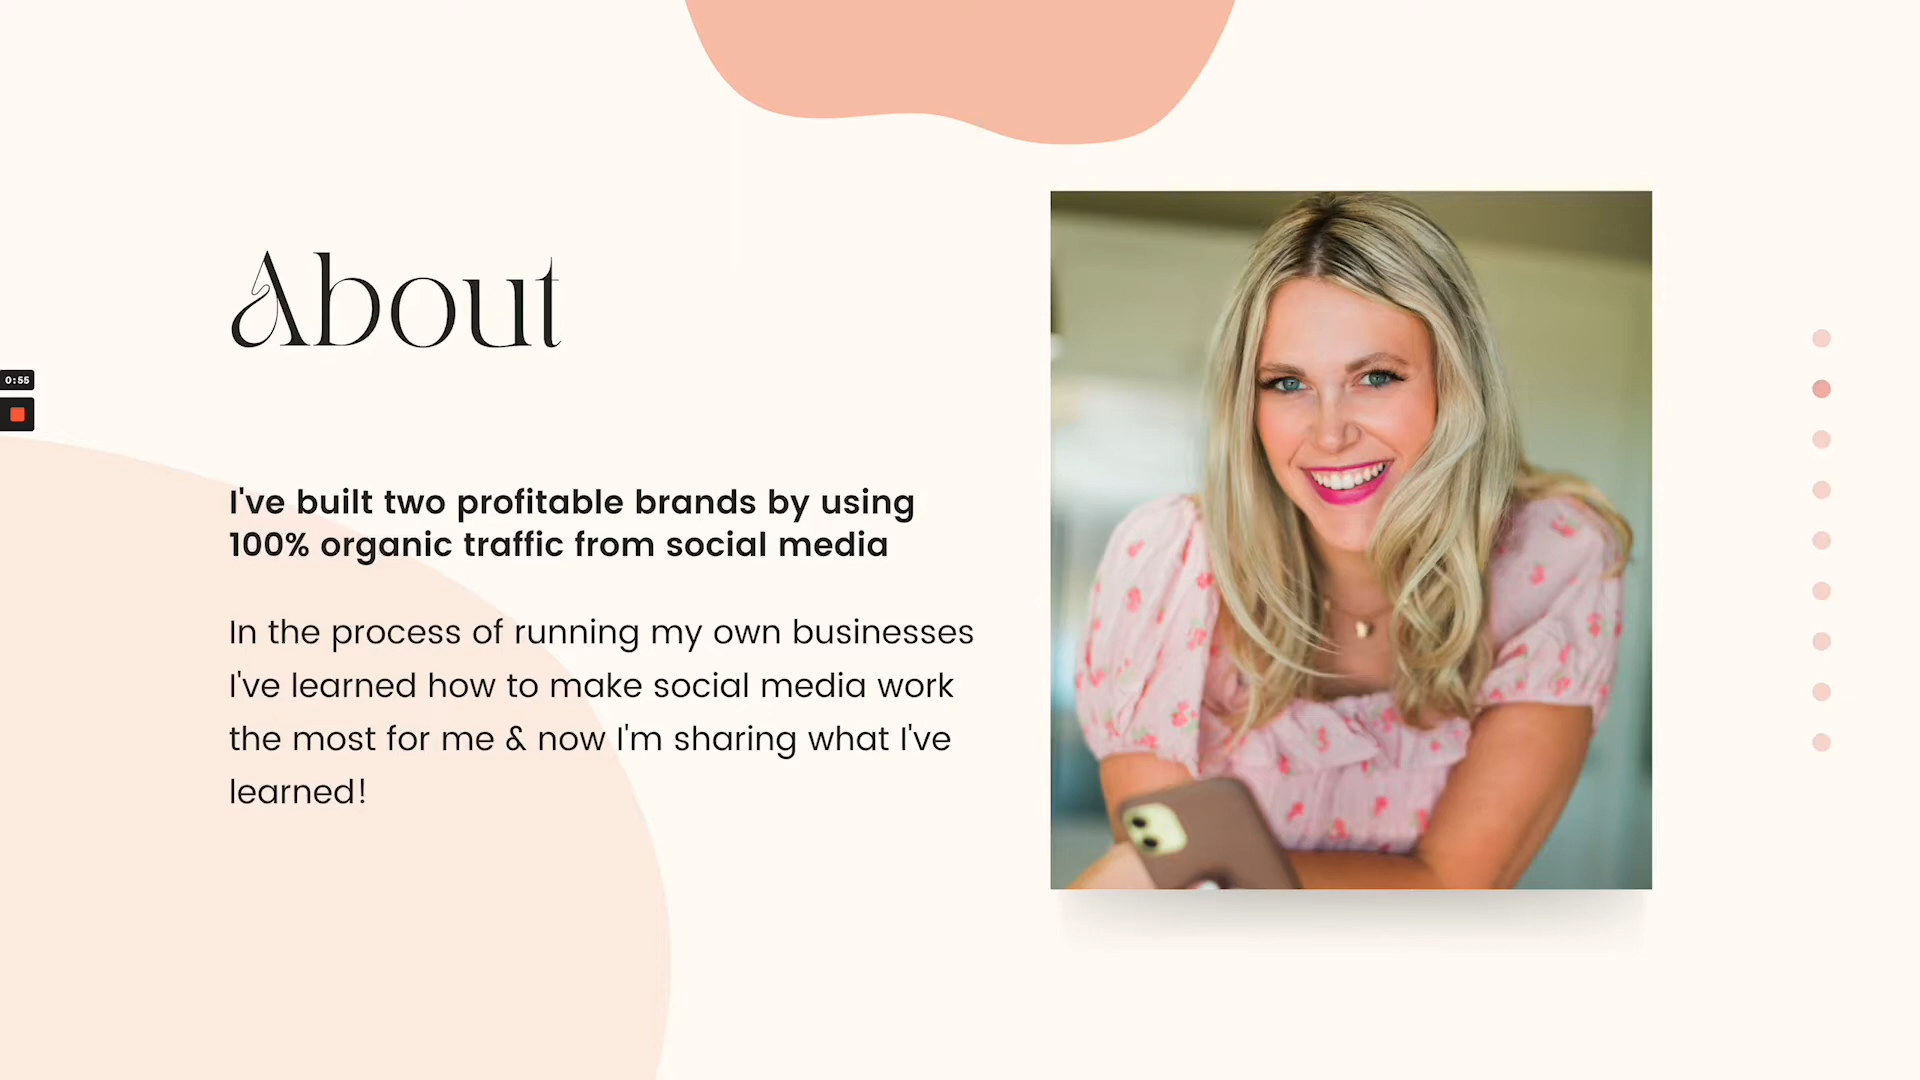 About
0:55
I've built two profitable brands by using
100% organic traffic from social media
In the process of running my own businesses
I've learned how to make social media work
the most for me & now I'm sharing what I've
learned!